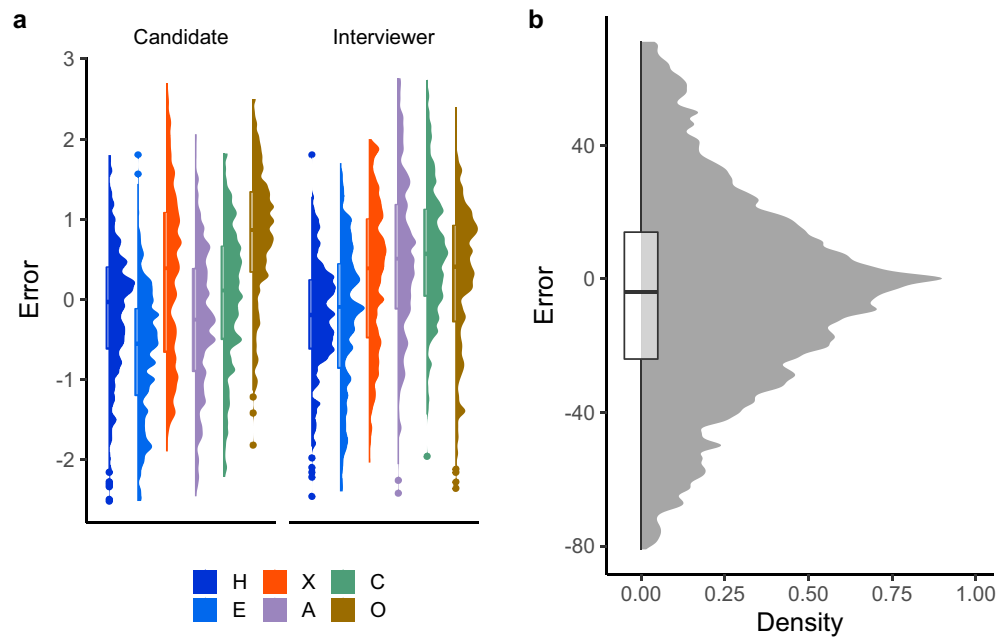 a
Candidate Interviewer
3
2
1
0
-1
-2
Error
H X C
E A O
b
40
0
-40
-80
Error
0.00 0.25 0.50 0.75 1.00
Density